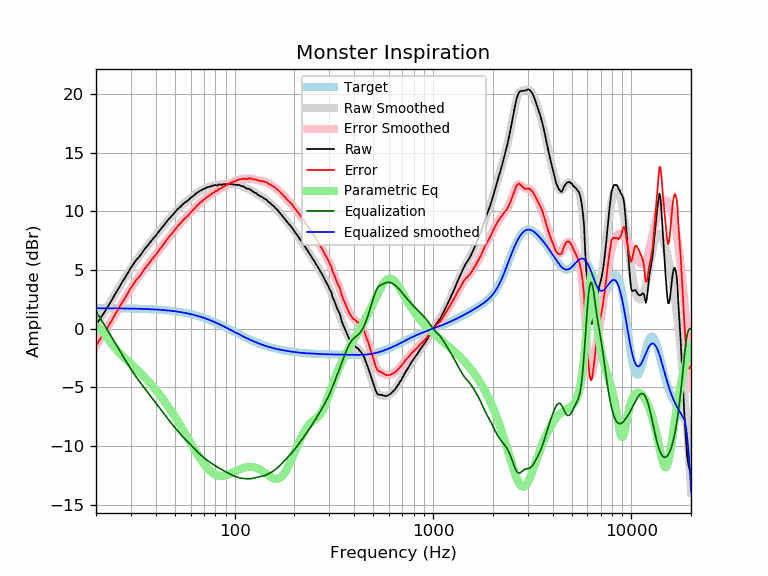 Monster Inspiration
Target
Raw Smoothed
Error Smoothed
Raw
Error
Parametric Eq
Equalization
Equalized smoothed
20
15
10
5
0
−5
−10
−15
Amplitude (dBr)
100
1000
10000
Frequency (Hz)